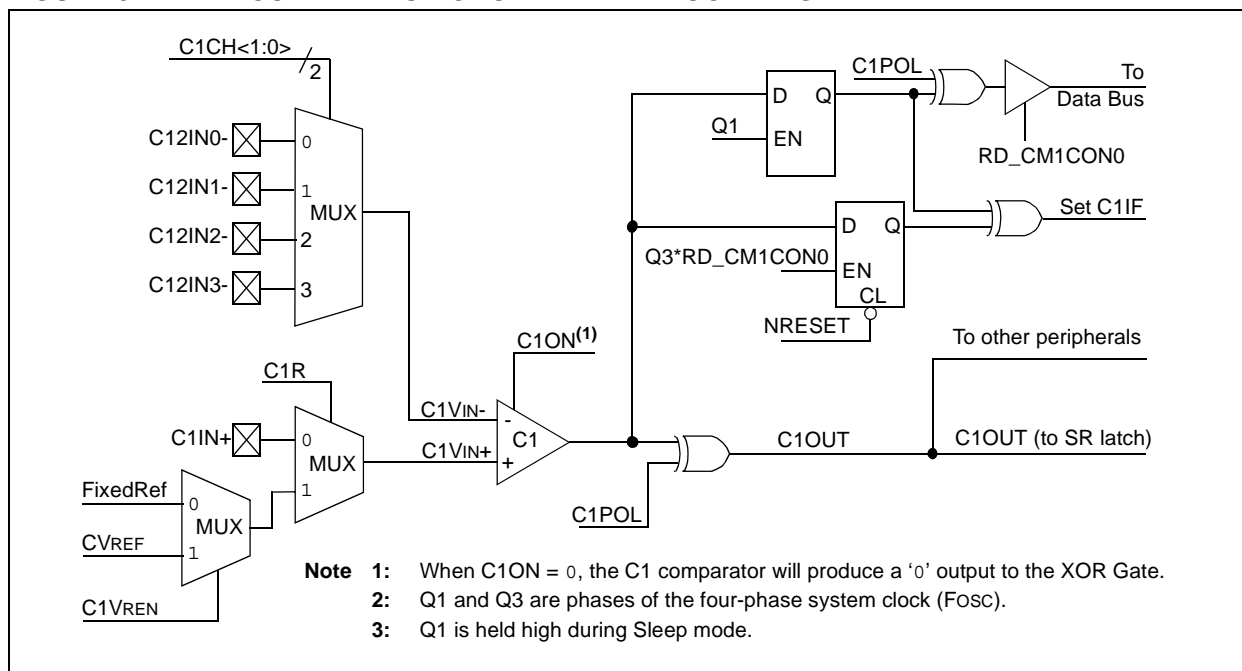 C1CH<1:0>
2
C12IN0-
0
C12IN1-
1
MUX
C12IN2-
2
C12IN3-
3
C1R
C1IN+
0
MUX
1
FixedRef
0
MUX
CVREF
1
C1VREN
C1ON(1)
C1VIN-
-
C1
C1VIN+
+
D Q
Q1
EN
C1POL
To
Data Bus
RD_CM1CON0
D Q
Q3*RD_CM1CON0
EN
CL
NRESET
Set C1IF
To other peripherals
C1OUT
C1OUT (to SR latch)
C1POL
Note 1: When C1ON = 0, the C1 comparator will produce a ‘0’ output to the XOR Gate.
2: Q1 and Q3 are phases of the four-phase system clock (FOSC).
3: Q1 is held high during Sleep mode.